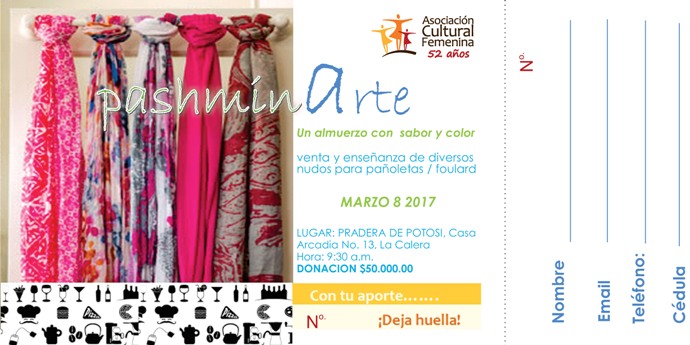 Asociación
Cultural
Femenina
52 años
pashminarte
Un almuerzo con sabor y color
venta y enseñanza de diversos
nudos para pañoletas / foulard
MARZO 8 2017
LUGAR: PRADERA DE POTOSI, Casa
Arcadia No. 13, La Calera
Hora: 9:30 a.m.
DONACION $50.000.00
Con tu aporte…….
No. ¡Deja huella!
No.
Nombre
Email
Teléfono:
Cédula